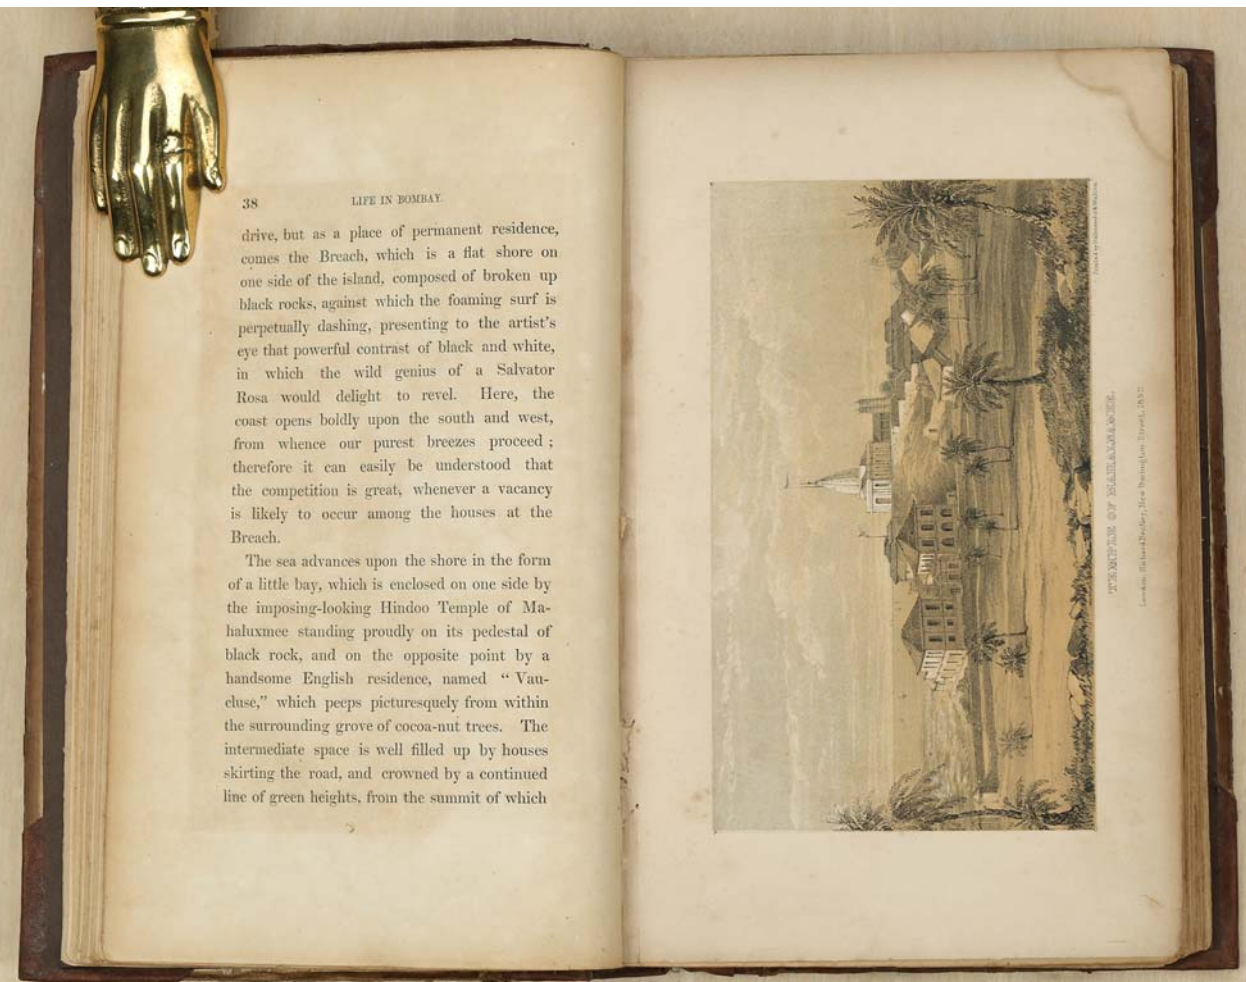 38
LIFE IN BOMBAY.
drive, but as a place of permanent residence,
comes the Breach, which is a flat shore on
one side of the island, composed of broken up
black rocks, against which the foaming surf is
perpetually dashing, presenting to the artist's
eye that powerful contrast of black and white,
in which the wild genius of a Salvator
Rosa would delight to revel. Here, the
coast opens boldly upon the south and west,
from whence our purest breezes proceed ;
therefore it can easily be understood that
the competition is great, whenever a vacancy
is likely to occur among the houses at the
Breach.
The sea advances upon the shore in the form
of a little bay, which is enclosed on one side by
the imposing-looking Hindoo Temple of Ma-
haluxmee standing proudly on its pedestal of
black rock, and on the opposite point by a
handsome English residence, named " Vau-
cluse," which peeps picturesquely from within
the surrounding grove of cocoa-nut trees. The
intermediate space is well filled up by houses
skirting the road, and crowned by a continued
line of green heights, from the summit of which
TEMPLE OF
London Richard Bentley, New Burlington Street, 1852